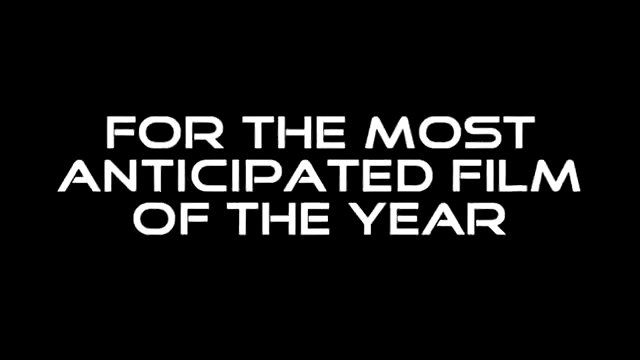 FOR THE MOST
ANTICIPATED FILM
OF THE YEAR